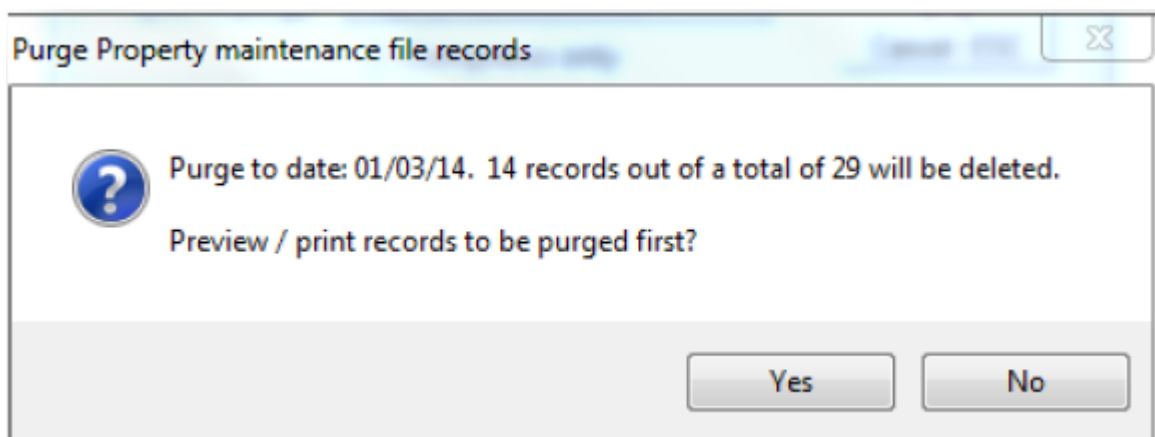 Purge Property maintenance file records
Purge to date: 01/03/14. 14 records out of a total of 29 will be deleted.
Preview / print records to be purged first?
Yes
No